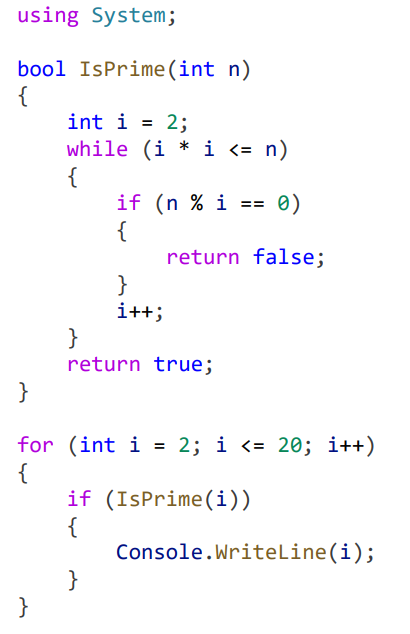 using System;

bool IsPrime(int n)
{
    int i = 2;
    while (i * i <= n)
    {
        if (n % i == 0)
        {
            return false;
        }
        i++;
    }
    return true;
}

for (int i = 2; i <= 20; i++)
{
    if (IsPrime(i))
    {
        Console.WriteLine(i);
    }
}